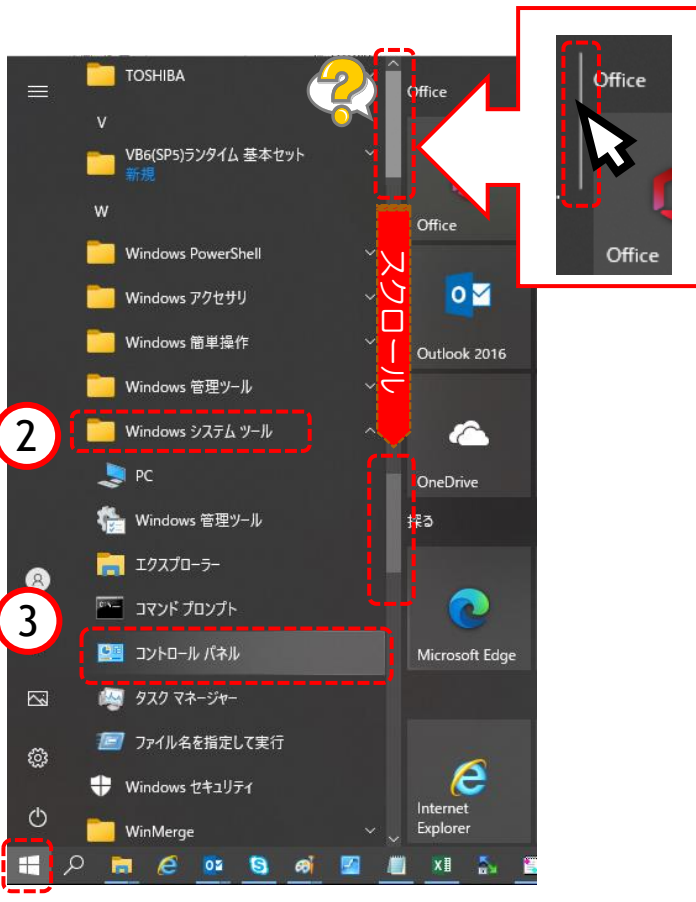 TOSHIBA
V
VB6(SP5)ランタイム 基本セット
新規
W
Windows PowerShell
Windows アクセサリ
Windows 簡単操作
Windows 管理ツール
2
Windows システム ツール
PC
Windows 管理ツール
エクスプローラー
コマンド プロンプト
3
コントロール パネル
タスク マネージャー
ファイル名を指定して実行
Windows セキュリティ
WinMerge
?
スクロール
Office
Office
Outlook 2016
OneDrive
探る
Microsoft Edge
Internet
Explorer
Office
Office